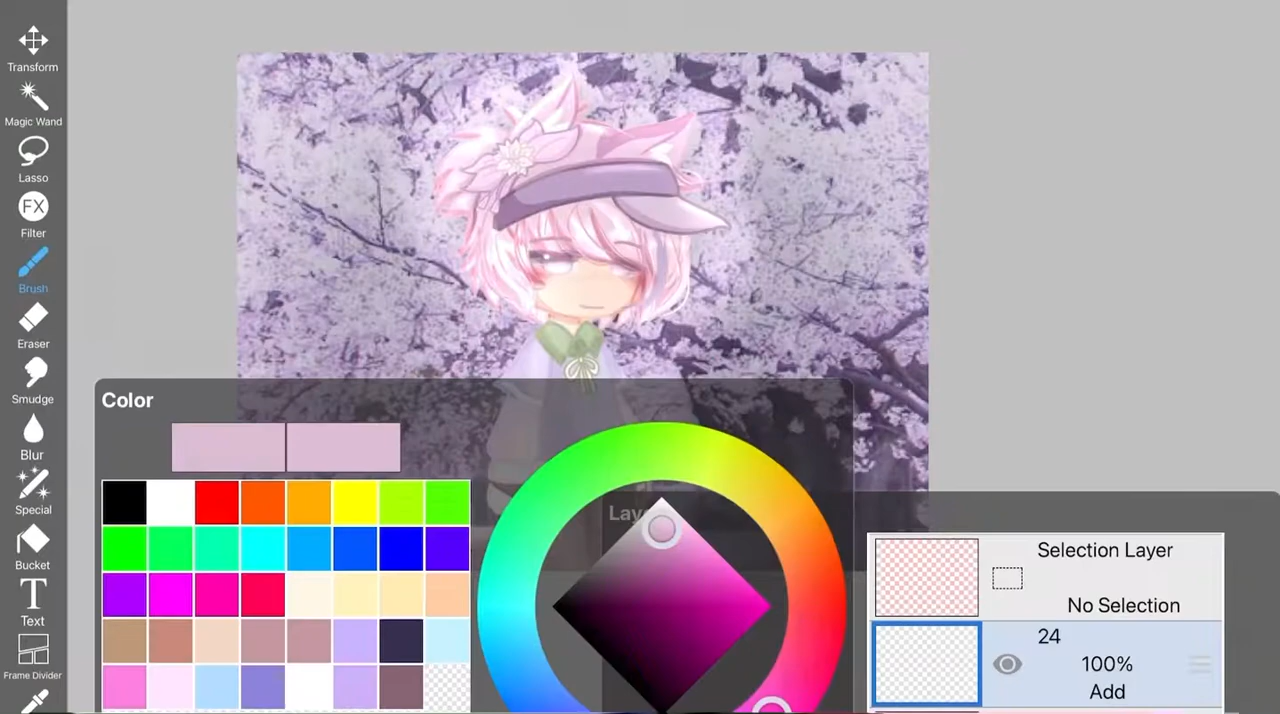 Transform
Magic Wand
Lasso
FX
Filter
Brush
Eraser
Smudge
Blur
Special
Bucket
T
Text
Frame Divider
Color
Lay
Selection Layer
No Selection
24
100%
Add